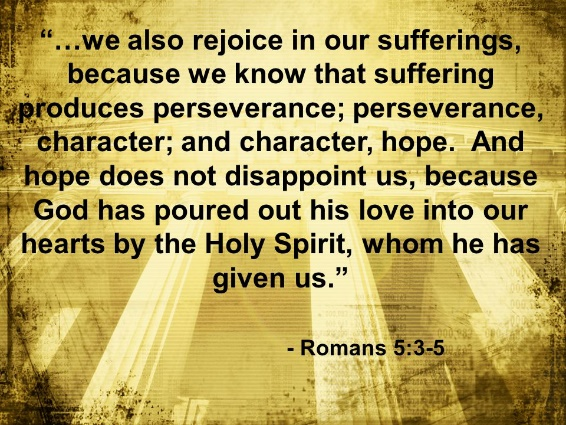 “…we also rejoice in our sufferings,
because we know that suffering
produces perseverance; perseverance,
character; and character, hope.  And
hope does not disappoint us, because
God has poured out his love into our
hearts by the Holy Spirit, whom he has
given us.”
- Romans 5:3-5